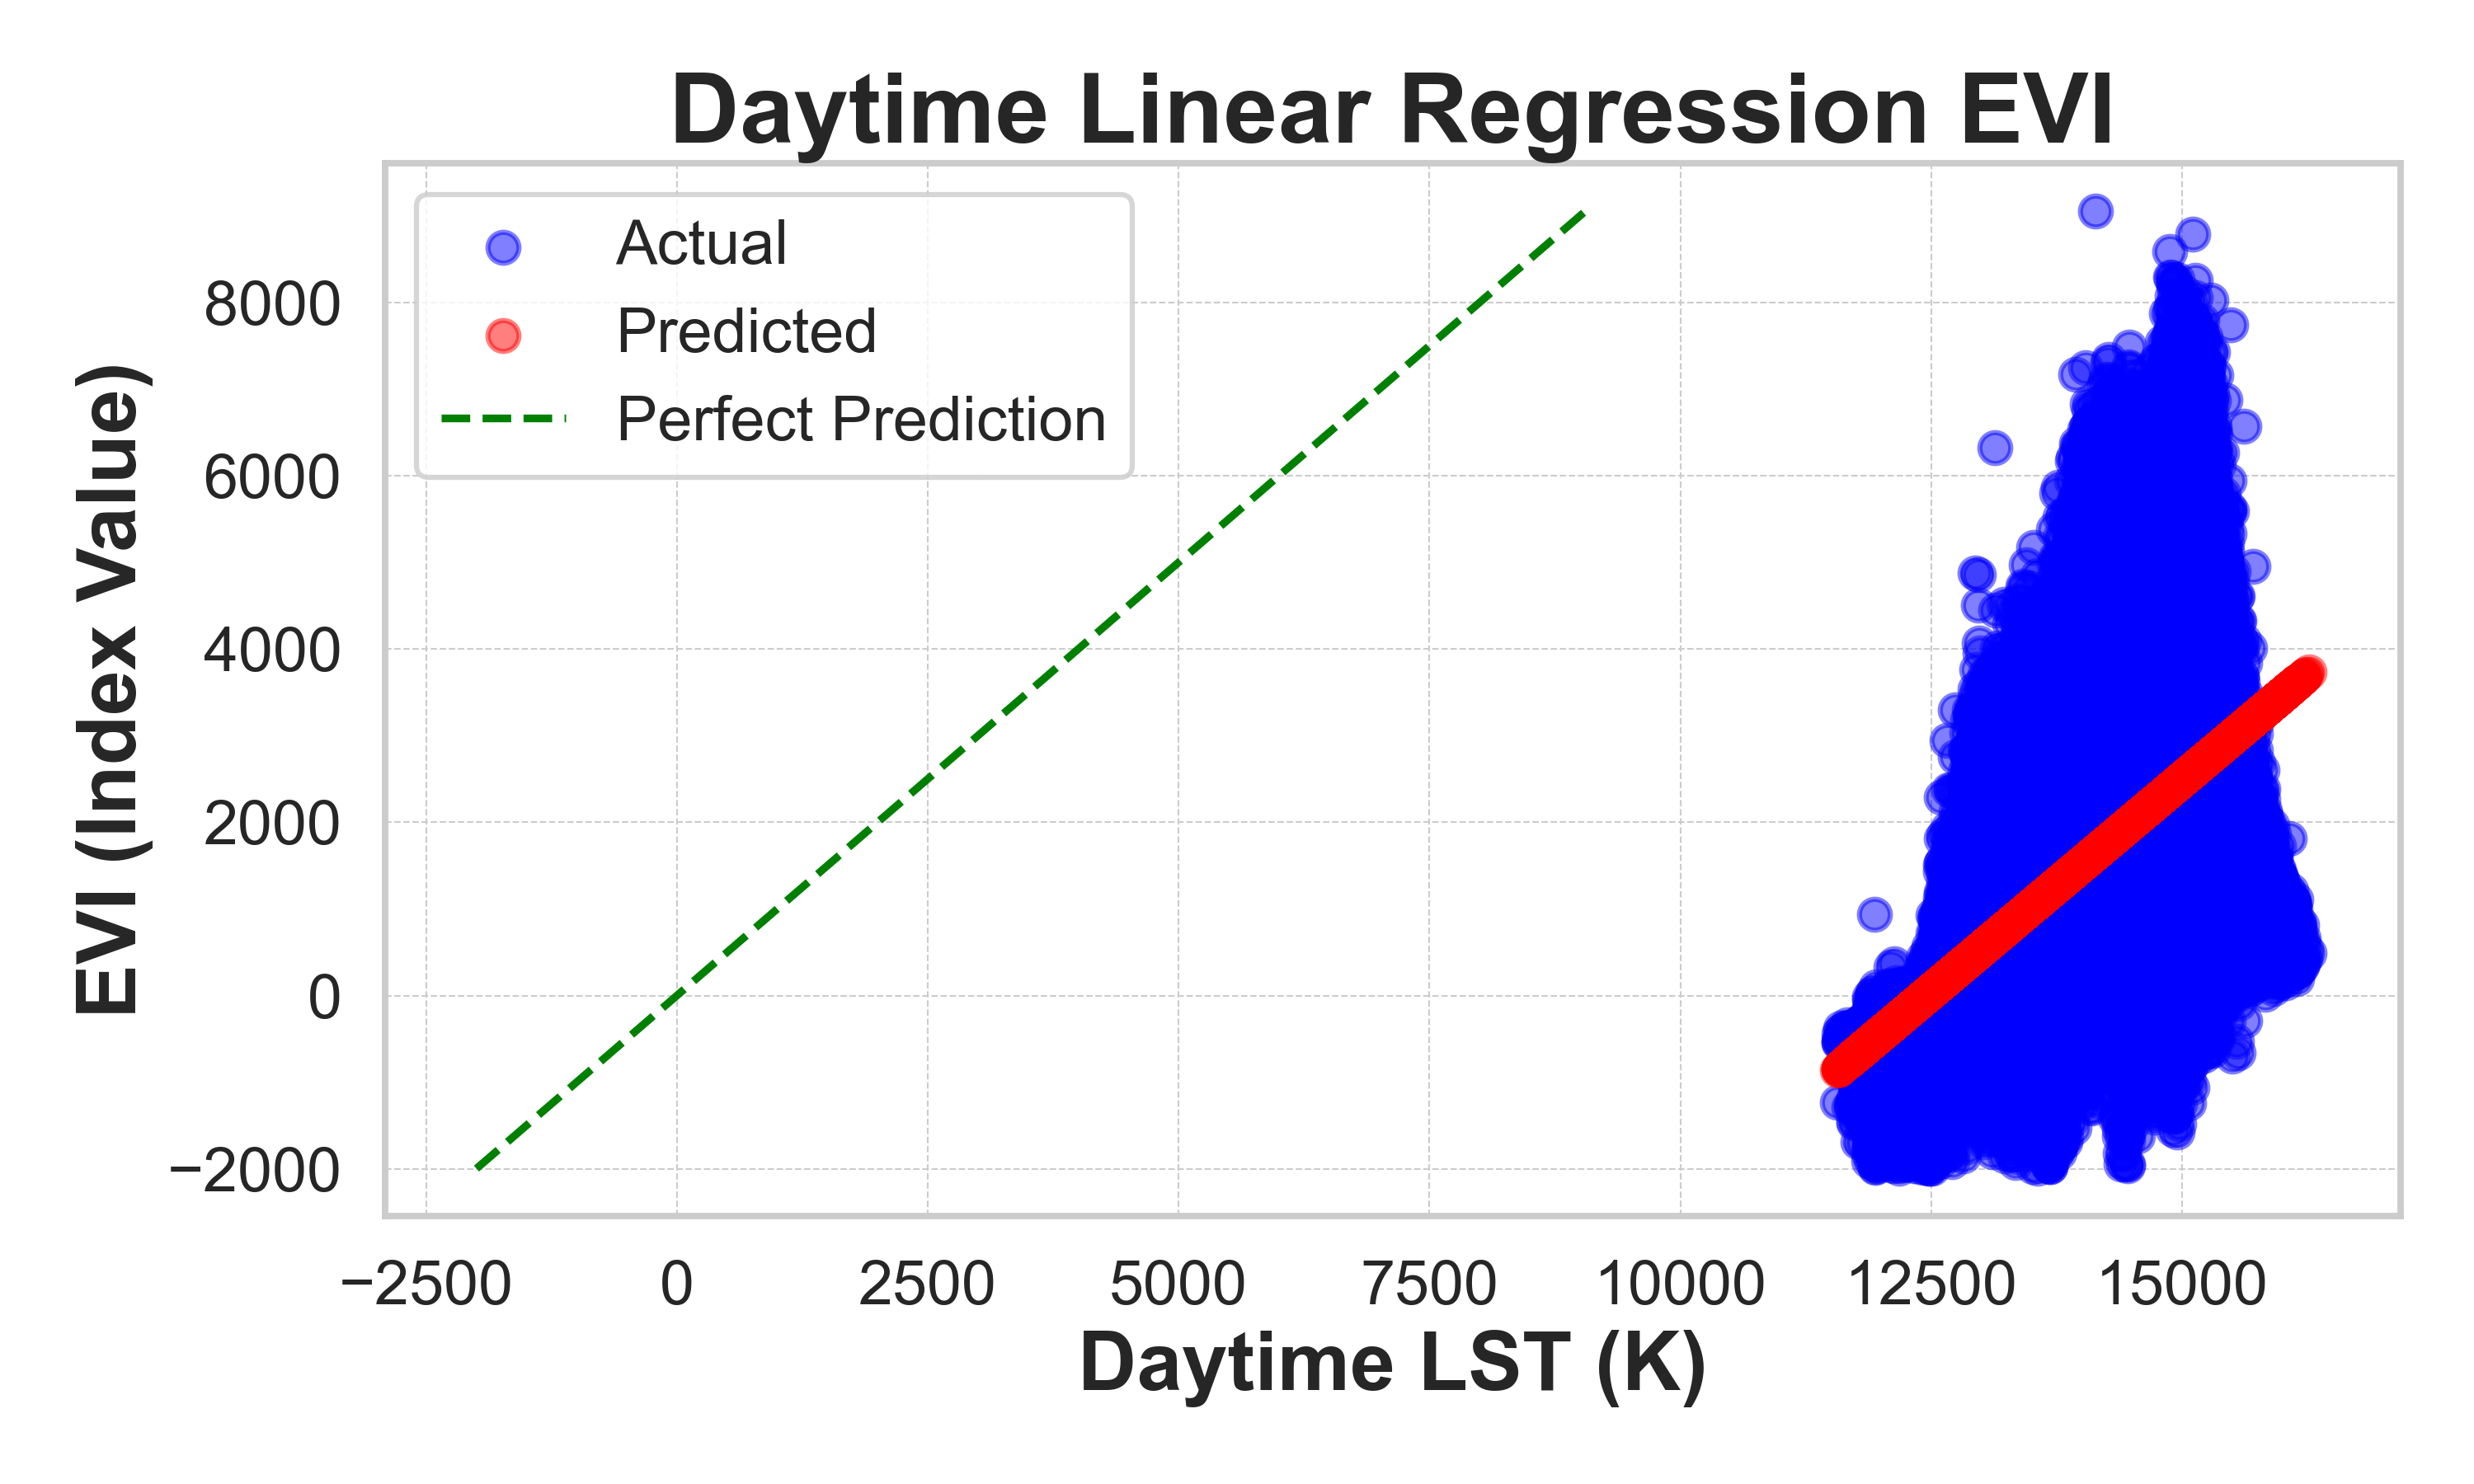 Daytime Linear Regression EVI
Actual
Predicted
Perfect Prediction
EVI (Index Value)
8000
6000
4000
2000
0
−2000
−2500 0 2500 5000 7500 10000 12500 15000
Daytime LST (K)